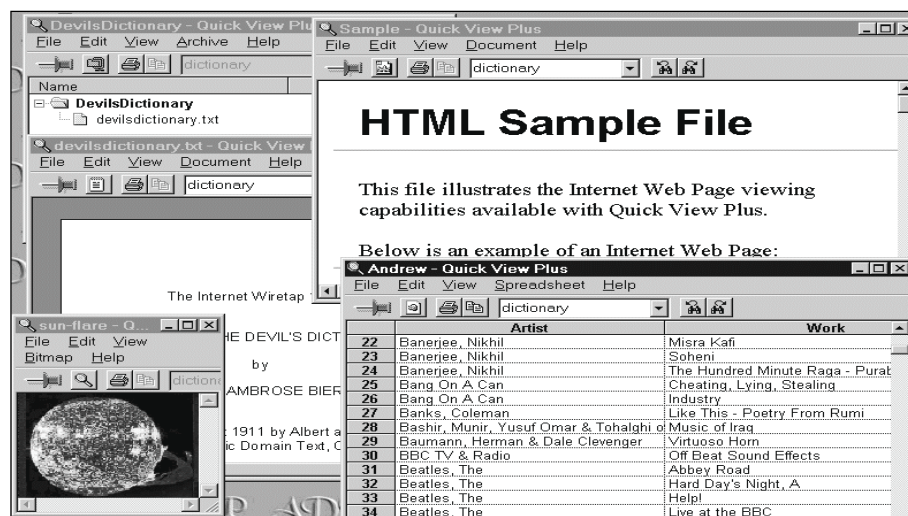 DevilsDictionary - Quick View Plu
File Edit View Archive Help
dictionary
Name
DevilsDictionary
devilsdictionary.txt
devilsdictionary.txt - Quick View
File Edit View Document Help
dictionary
The Internet Wiretap
HE DEVIL'S DICT
by
AMBROSE BIER
1911 by Albert a
ic Domain Text, C
Sample - Quick View Plus
File Edit View Document Help
dictionary
HTML Sample File
This file illustrates the Internet Web Page viewing
capabilities available with Quick View Plus.
Below is an example of an Internet Web Page:
sun-flare - Q...
File Edit View
Bitmap Help
diction
Andrew - Quick View Plus
File Edit View Spreadsheet Help
dictionary
Artist Work
22 Banerjee, Nikhil Misra Kafi
23 Banerjee, Nikhil Soheni
24 Banerjee, Nikhil The Hundred Minute Raga - Purab
25 Bang On A Can Cheating, Lying, Stealing
26 Bang On A Can Industry
27 Banks, Coleman Like This - Poetry From Rumi
28 Bashir, Munir, Yusuf Omar & Tohalghi o Music of Iraq
29 Baumann, Herman & Dale Clevenger Virtuoso Horn
30 BBC TV & Radio Off Beat Sound Effects
31 Beatles, The Abbey Road
32 Beatles, The Hard Day's Night, A
33 Beatles, The Help!
34 Beatles, The Live at the BBC